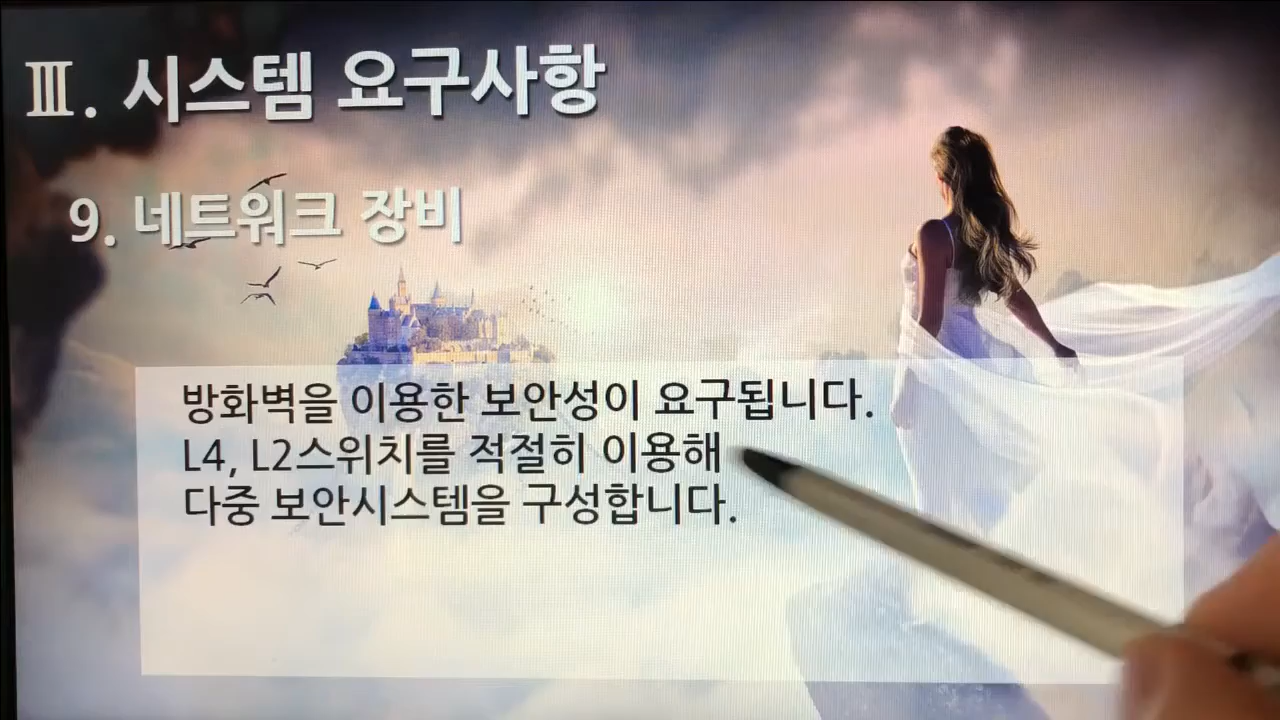 Ⅲ. 시스템 요구사항
9. 네트워크 장비
방화벽을 이용한 보안성이 요구됩니다.
L4, L2스위치를 적절히 이용해
다중 보안시스템을 구성합니다.